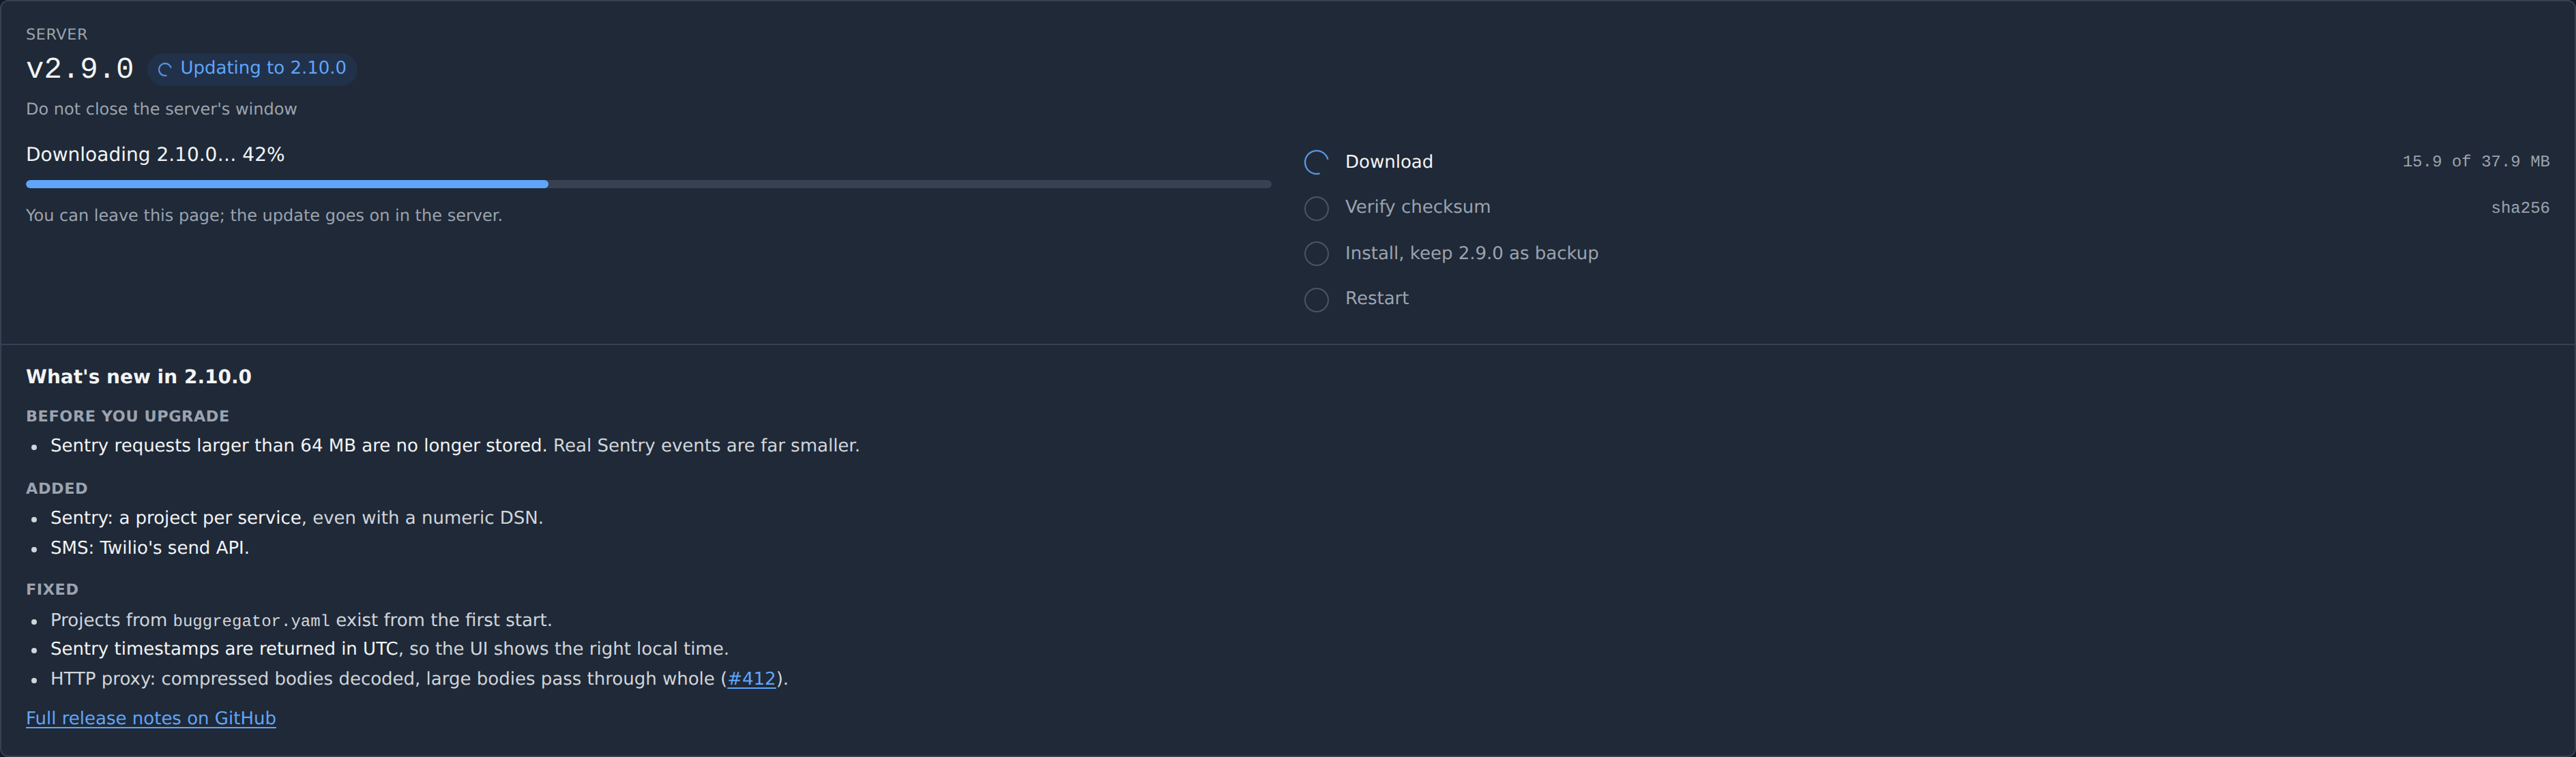 SERVER
v2.9.0 Updating to 2.10.0
Do not close the server's window
Downloading 2.10.0... 42%
You can leave this page; the update goes on in the server.
Download 15.9 of 37.9 MB
Verify checksum sha256
Install, keep 2.9.0 as backup
Restart
What's new in 2.10.0
BEFORE YOU UPGRADE
• Sentry requests larger than 64 MB are no longer stored. Real Sentry events are far smaller.
ADDED
• Sentry: a project per service, even with a numeric DSN.
• SMS: Twilio's send API.
FIXED
• Projects from buggregator.yaml exist from the first start.
• Sentry timestamps are returned in UTC, so the UI shows the right local time.
• HTTP proxy: compressed bodies decoded, large bodies pass through whole (#412).
Full release notes on GitHub